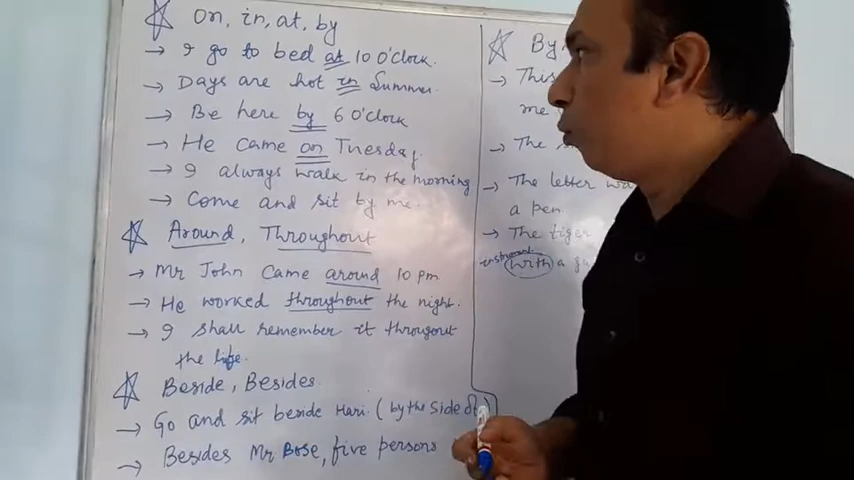 On, in, at, by
→ I go to bed at 10 O'Clock.
→ Days are hot in Summer.
→ Be here by 6 O'clock
→ He came on Tuesday.
→ I always walk in the morning
→ Come and sit by me.
Around, Throughout
→ Mr John came around 10 pm
→ He worked throughout the night.
→ I shall remember it througout
the life.
Beside, Besides
→ Go and sit beside Hari. (by the side of)
→ Besides Mr Bose, five persons
By
→ This
me
→ The
→ The letter
a pen
→ The tiger
instrument
with a